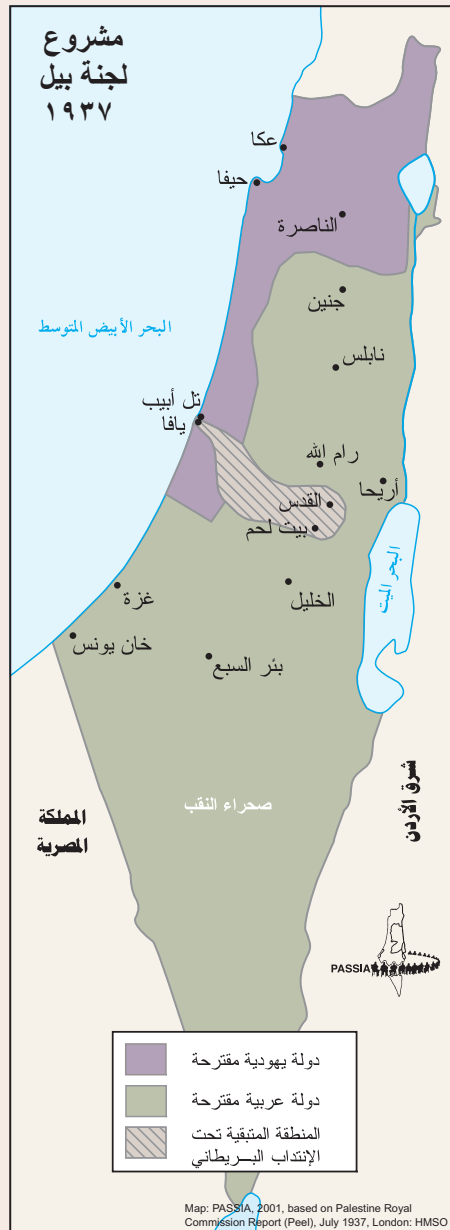 مشروع
لجنة بيل
١٩٣٧
عكا
حيفا
الناصرة
جنين
البحر الأبيض المتوسط
نابلس
تل أبيب
يافا
رام الله
أريحا
القدس
بيت لحم
البحر الميت
الخليل
غزة
خان يونس
بئر السبع
صحراء النقب
شرق الأردن
المملكة
المصرية
PASSIA
دولة يهودية مقترحة
دولة عربية مقترحة
المنطقة المتبقية تحت
الإنتداب البـــريطاني
Map: PASSIA, 2001, based on Palestine Royal
Commission Report (Peel), July 1937, London: HMSO